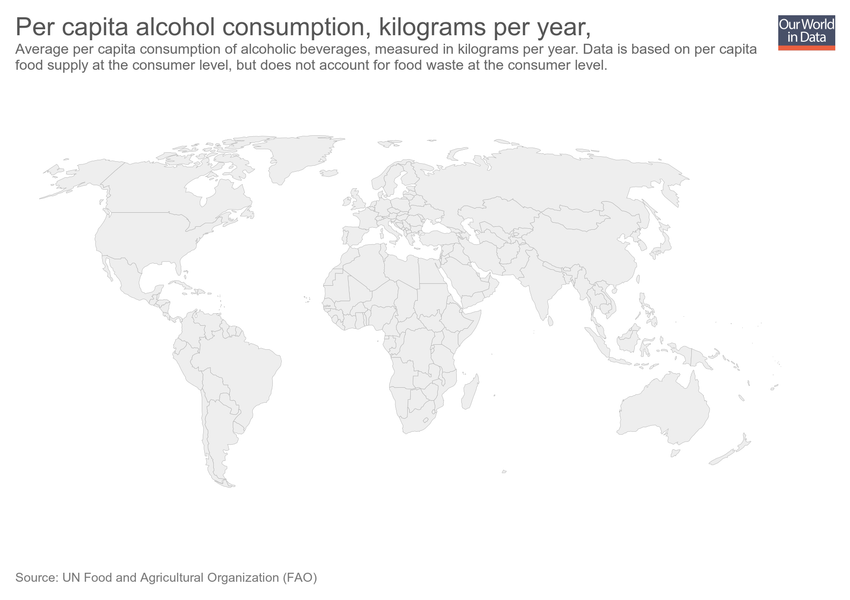 Per capita alcohol consumption, kilograms per year,
Our World
in Data
Average per capita consumption of alcoholic beverages, measured in kilograms per year. Data is based on per capita
food supply at the consumer level, but does not account for food waste at the consumer level.
Source: UN Food and Agricultural Organization (FAO)